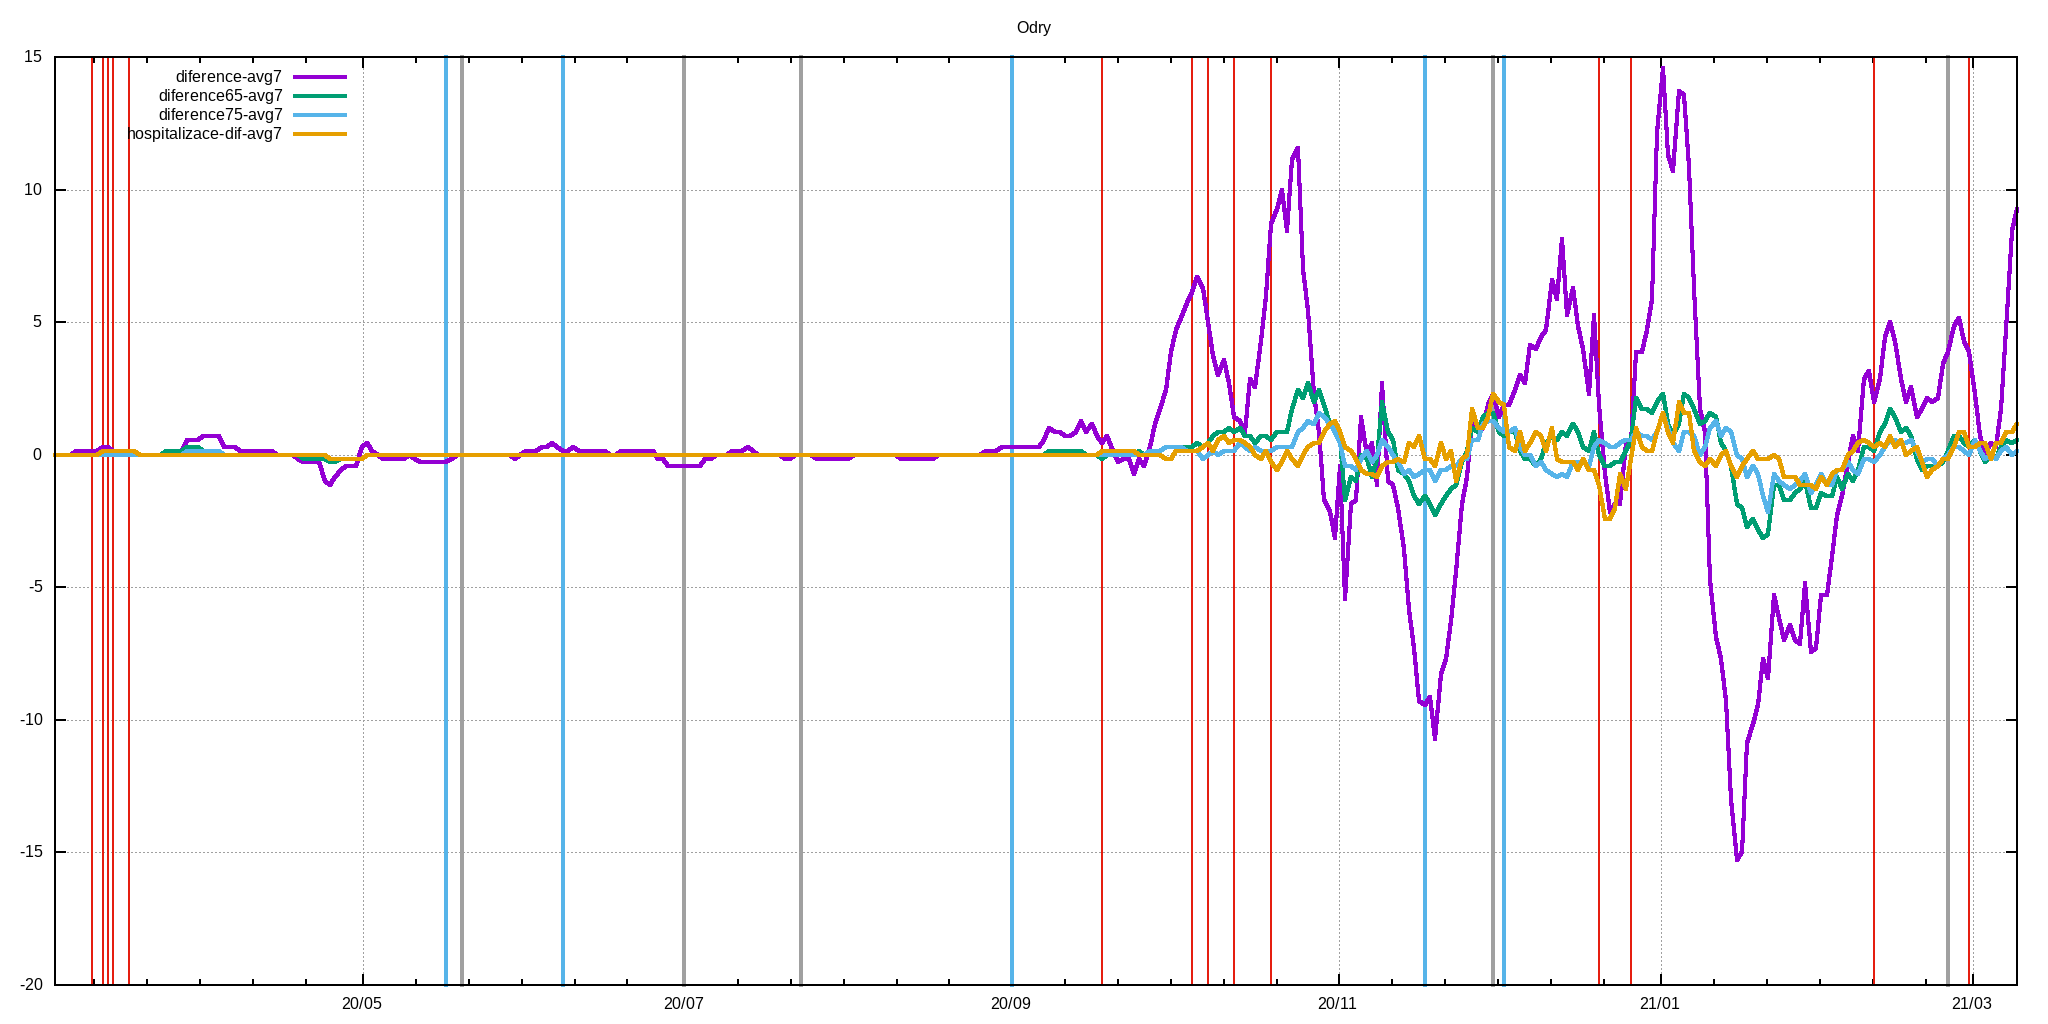 Odry
diference-avg7
diference65-avg7
diference75-avg7
hospitalizace-dif-avg7
15
10
5
0
-5
-10
-15
-20
20/05 20/07 20/09 20/11 21/01 21/03